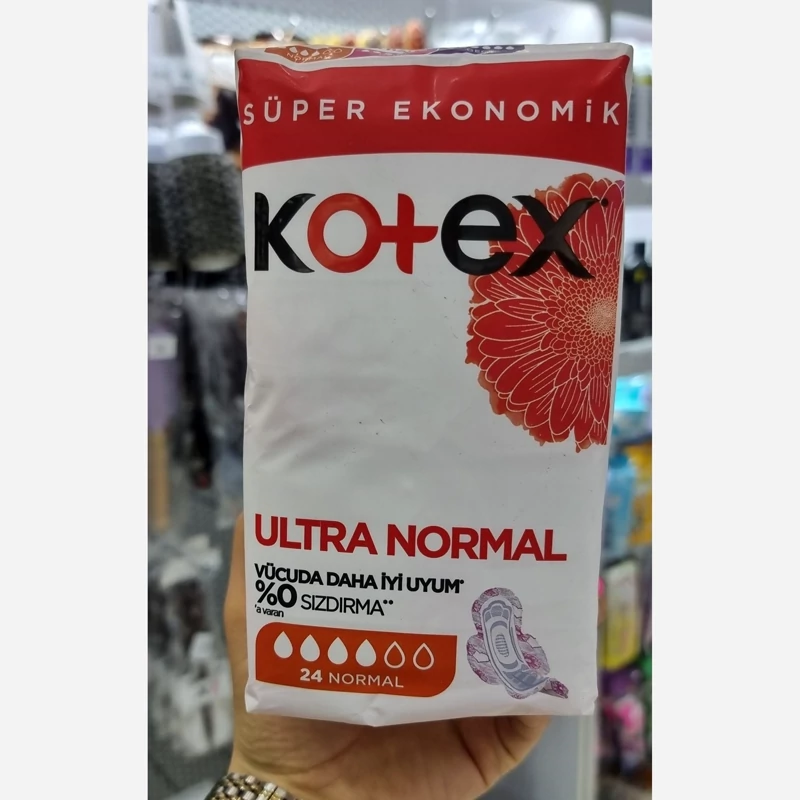 SÜPER EKONOMİK
Kotex
ULTRA NORMAL
VÜCUDA DAHA İYİ UYUM*
%0 SIZDIRMA**
'a varan
24 NORMAL